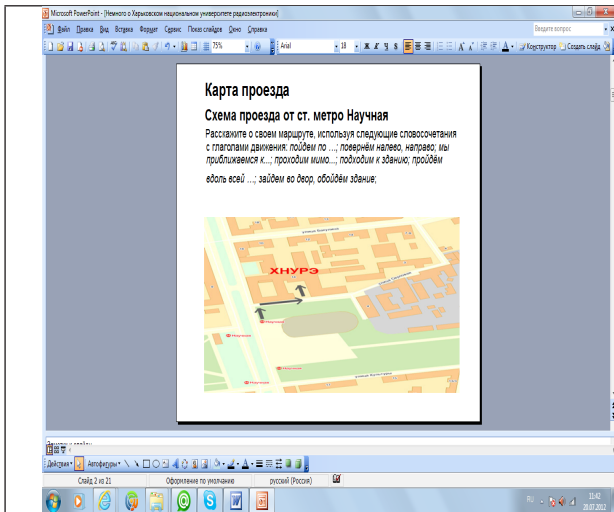 Microsoft PowerPoint - [Немного о Харьковском национальном университете радиоэлектроники]
Файл Правка Вид Вставка Формат Сервис Показ слайдов Окно Справка
Введите вопрос
75% Arial 18 Ж К Ч S Конструктор Создать слайд
Карта проезда
Схема проезда от ст. метро Научная
Расскажите о своем маршруте, используя следующие словосочетания
с глаголами движения: пойдем по ...; повернём налево, направо; мы
приближаемся к...; проходим мимо...; подходим к зданию; пройдём
вдоль всей ...; зайдем во двор, обойдём здание;
ХНУРЭ
Научная
Научная
Научная
Научная
Действия Автофигуры
Слайд 2 из 21 Оформление по умолчанию русский (Россия)
RU 11:42
20.07.2012